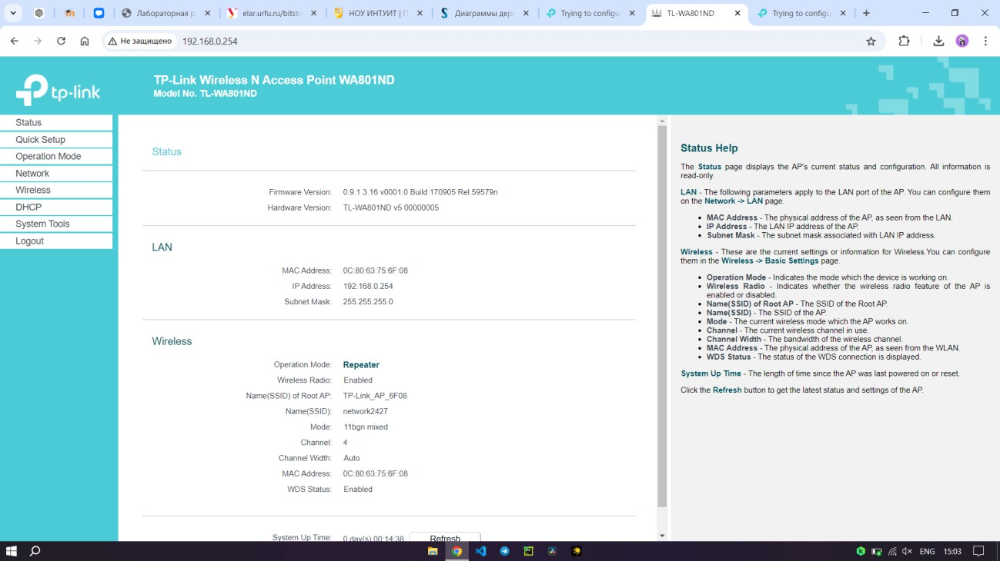 Лабораторная р
elar.urfu.ru/bitstr
НОУ ИНТУИТ | П
Диаграммы дер
Trying to configu
TL-WA801ND
Trying to configu
Не защищено
192.168.0.254
tp-link
TP-Link Wireless N Access Point WA801ND
Model No. TL-WA801ND
Status
Quick Setup
Operation Mode
Network
Wireless
DHCP
System Tools
Logout
Status
Firmware Version: 0.9.1 3.16 v0001.0 Build 170905 Rel.59579n
Hardware Version: TL-WA801ND v5 00000005
LAN
MAC Address: 0C:80:63:75:6F:08
IP Address: 192.168.0.254
Subnet Mask: 255.255.255.0
Wireless
Operation Mode: Repeater
Wireless Radio: Enabled
Name(SSID) of Root AP: TP-Link_AP_6F08
Name(SSID): network2427
Mode: 11bgn mixed
Channel: 4
Channel Width: Auto
MAC Address: 0C:80:63:75:6F:08
WDS Status: Enabled
System Up Time: 0 day(s) 00:14:38 Refresh
Status Help
The Status page displays the AP's current status and configuration. All information is
read-only.
LAN - The following parameters apply to the LAN port of the AP. You can configure them
on the Network -> LAN page.
• MAC Address - The physical address of the AP, as seen from the LAN.
• IP Address - The LAN IP address of the AP.
• Subnet Mask - The subnet mask associated with LAN IP address.
Wireless - These are the current settings or information for Wireless.You can configure
them in the Wireless -> Basic Settings page.
• Operation Mode - Indicates the mode which the device is working on.
• Wireless Radio - Indicates whether the wireless radio feature of the AP is
enabled or disabled.
• Name(SSID) of Root AP - The SSID of the Root AP.
• Name(SSID) - The SSID of the AP.
• Mode - The current wireless mode which the AP works on.
• Channel - The current wireless channel in use.
• Channel Width - The bandwidth of the wireless channel.
• MAC Address - The physical address of the AP, as seen from the WLAN.
• WDS Status - The status of the WDS connection is displayed.
System Up Time - The length of time since the AP was last powered on or reset.
Click the Refresh button to get the latest status and settings of the AP.
ENG 15:03